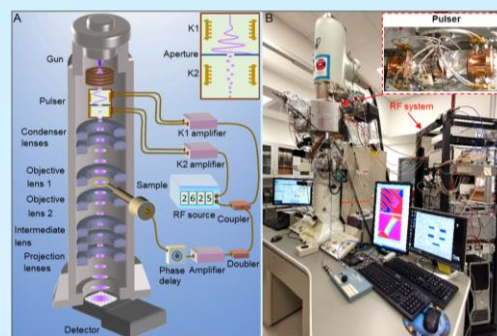 A
Gun
Pulser
Condenser
lenses
Objective
lens 1
Objective
lens 2
Intermediate
lens
Projection
lenses
Detector
K1
Aperture
K2
K1 amplifier
K2 amplifier
Sample
2625
RF source
Coupler
Phase
delay
Amplifier
Doubler
B
Pulser
RF system